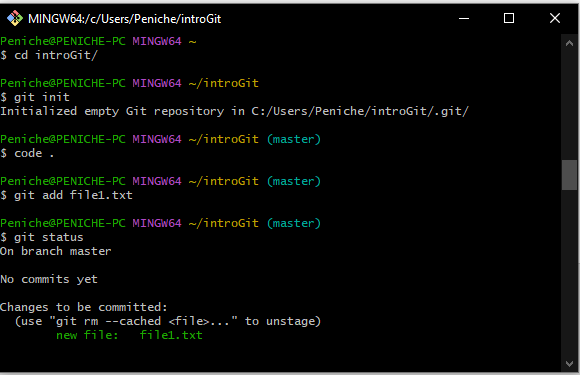 MINGW64:/c/Users/Peniche/introGit
Peniche@PENICHE-PC MINGW64 ~
$ cd introGit/
Peniche@PENICHE-PC MINGW64 ~/introGit
$ git init
Initialized empty Git repository in C:/Users/Peniche/introGit/.git/
Peniche@PENICHE-PC MINGW64 ~/introGit (master)
$ code .
Peniche@PENICHE-PC MINGW64 ~/introGit (master)
$ git add file1.txt
Peniche@PENICHE-PC MINGW64 ~/introGit (master)
$ git status
On branch master
No commits yet
Changes to be committed:
  (use "git rm --cached <file>..." to unstage)
        new file:   file1.txt